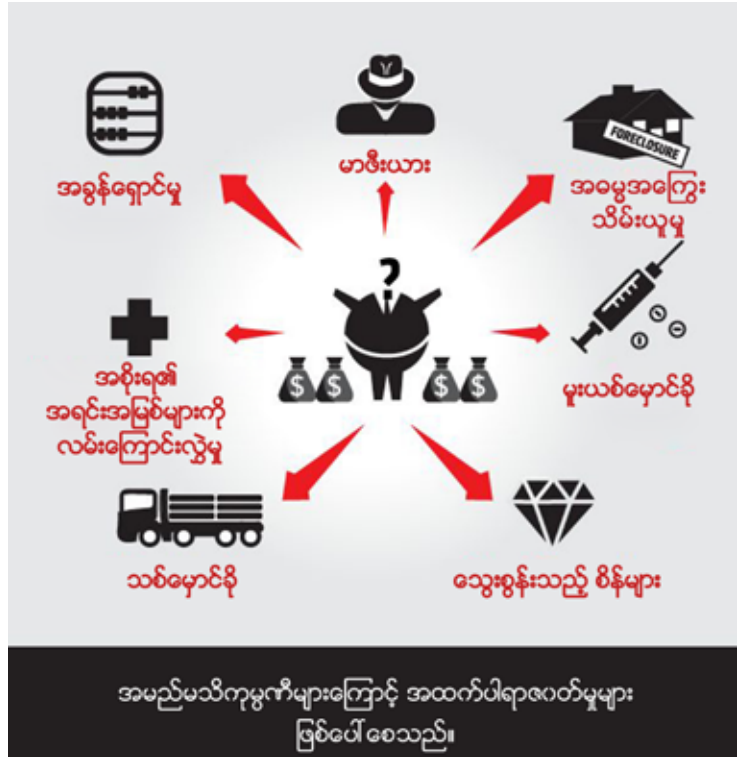 မာဖီးယား
FORECLOSURE
အခွန်ရှောင်မှု
အဓမ္မအကြွေး
သိမ်းယူမှု
?
$ $ $ $
အစိုးရ၏
အရင်းအမြစ်များကို
လမ်းကြောင်းလွှဲမှု
မူးယစ်မှောင်ခို
သစ်မှောင်ခို
သွေးစွန်းသည့် စိန်များ
အမည်မသိကုမ္ပဏီများကြောင့် အထက်ပါရာဇဝတ်မှုများ
ဖြစ်ပေါ်စေသည်။